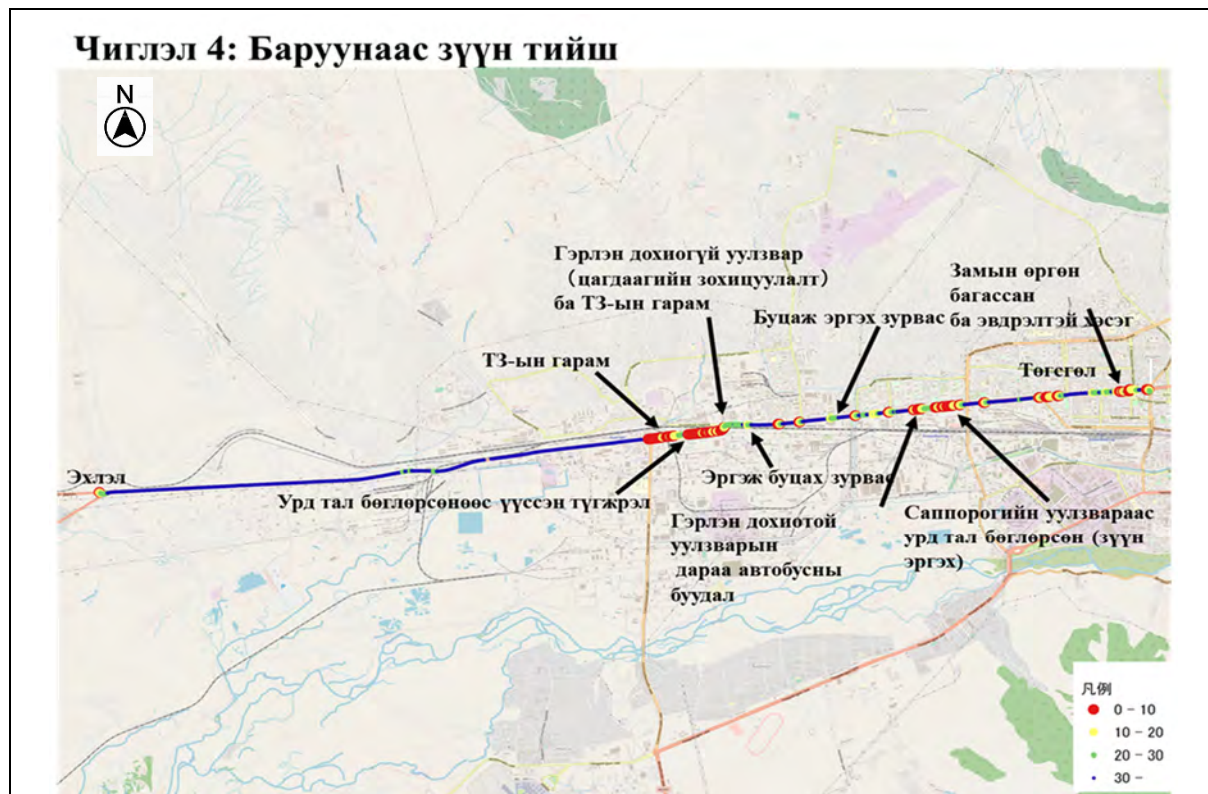 Чиглэл 4: Баруунаас зүүн тийш
N
Гэрлэн дохиогүй уулзвар
(цагдаагийн зохицуулалт)
ба ТЗ-ын гарам
Замын өргөн
багассан
ба эвдрэлтэй хэсэг
Буцаж эргэх зурвас
ТЗ-ын гарам
Төгсгөл
Эхлэл
Урд тал бөглөрсөнөөс үүссэн түгжрэл
Эргэж буцах зурвас
Гэрлэн дохиотой
уулзварын
дараа автобусны
буудал
Саппорогийн уулзвараас
урд тал бөглөрсөн (зүүн
эргэх)
凡例
0 - 10
10 - 20
20 - 30
30 -